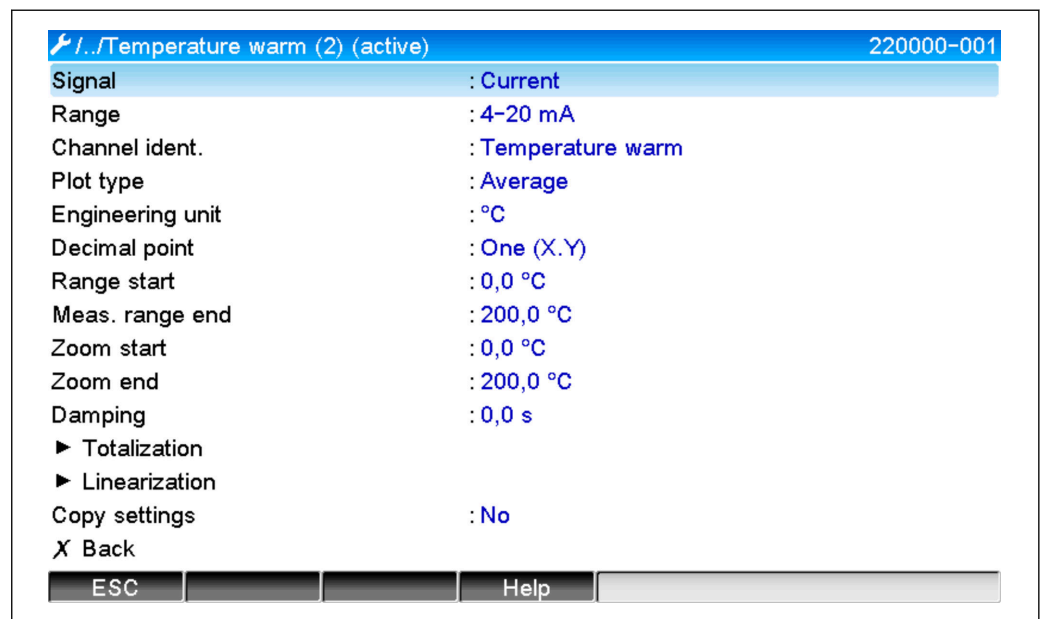 /../Temperature warm (2) (active) 220000-001
Signal : Current
Range : 4-20 mA
Channel ident. : Temperature warm
Plot type : Average
Engineering unit : °C
Decimal point : One (X.Y)
Range start : 0,0 °C
Meas. range end : 200,0 °C
Zoom start : 0,0 °C
Zoom end : 200,0 °C
Damping : 0,0 s
► Totalization
► Linearization
Copy settings : No
X Back
ESC Help